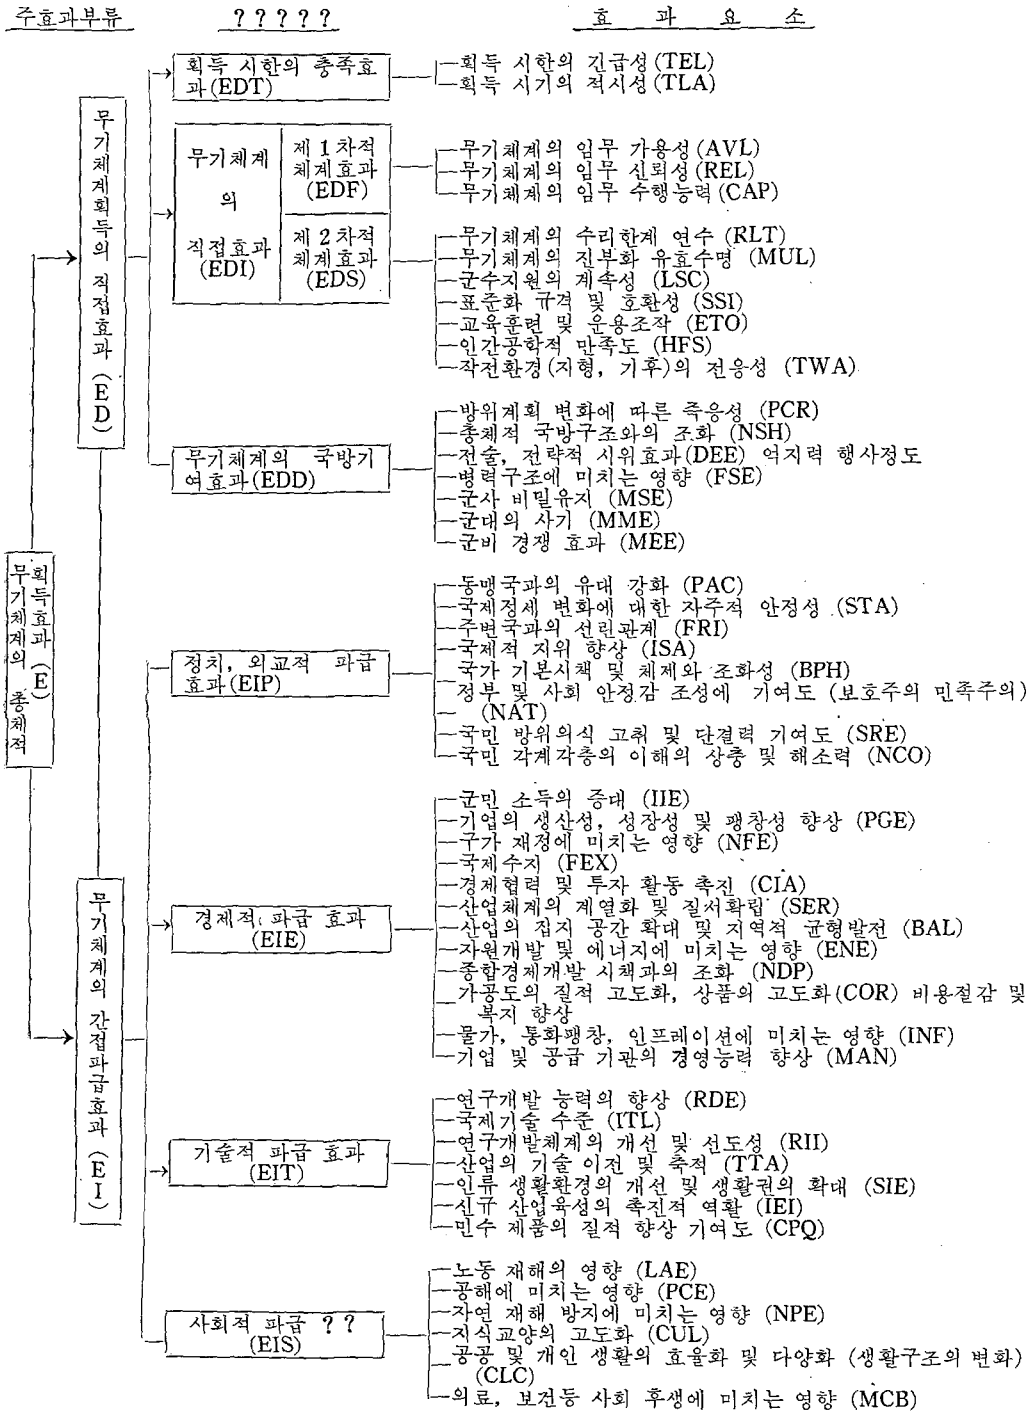 주효과부류 ? ? ? ? ? 효 과 요 소
획득 시한의 충족효
과(EDT)
획득 시한의 긴급성(TEL)
획득 시기의 적시성(TLA)
무기체계획득의 직접효과 (ED)
무기체계
의
직접효과
(EDI)
제 1 차적
체계효과
(EDF)
무기체계의 임무 가용성(AVL)
무기체계의 임무 신뢰성(REL)
무기체계의 임무 수행능력(CAP)
제 2 차적
체계효과
(EDS)
무기체계의 수리한계 연수 (RLT)
무기체계의 진부화 유효수명 (MUL)
군수지원의 계속성 (LSC)
표준화 규격 및 호환성 (SSI)
교육훈련 및 운용조작 (ETO)
인간공학적 만족도 (HFS)
작전환경(지형, 기후)의 전응성 (TWA)
무기체계의 국방기
여효과(EDD)
방위계획 변화에 따른 즉응성 (PCR)
총체적 국방구조와의 조화 (NSH)
전술, 전략적 시위효과(DEE) 억지력 행사정도
병력구조에 미치는 영향 (FSE)
군사 비밀유지 (MSE)
군대의 사기 (MME)
군비 경쟁 효과 (MEE)
무기체계의 총체적
획득효과 (E)
정치, 외교적 파급
효과(EIP)
동맹국과의 유대 강화 (PAC)
국제정세 변화에 대한 자주적 안정성 (STA)
주변국과의 선린관계 (FRI)
국제적 지위 향상 (ISA)
국가 기본시책 및 체제와 조화성 (BPH)
정부 및 사회 안정감 조성에 기여도 (보호주의 민족주의)
(NAT)
국민 방위의식 고취 및 단결력 기여도 (SRE)
국민 각계각층의 이해의 상충 및 해소력 (NCO)
무기체계의 간접파급효과 (EI)
경제적 파급 효과
(EIE)
군민 소득의 증대 (IIE)
기업의 생산성, 성장성 및 팽창성 향상 (PGE)
구가 재정에 미치는 영향 (NFE)
국제수지 (FEX)
경제협력 및 투자 활동 촉진 (CIA)
산업체계의 계열화 및 질서확립 (SER)
산업의 집지 공간 확대 및 지역적 균형발전 (BAL)
자원개발 및 에너지에 미치는 영향 (ENE)
종합경제개발 시책과의 조화 (NDP)
가공도의 질적 고도화, 상품의 고도화(COR) 비용절감 및
복지 향상
물가, 통화팽창, 인프레이션에 미치는 영향 (INF)
기업 및 공급 기관의 경영능력 향상 (MAN)
기술적 파급 효과
(EIT)
연구개발 능력의 향상 (RDE)
국제기술 수준 (ITL)
연구개발체계의 개선 및 선도성 (RII)
산업의 기술 이전 및 축적 (TTA)
인류 생활환경의 개선 및 생활권의 확대 (SIE)
신규 산업육성의 촉진적 역활 (IEI)
민수 제품의 질적 향상 기여도 (CPQ)
사회적 파급 ? ?
(EIS)
노동 재해의 영향 (LAE)
공해에 미치는 영향 (PCE)
자연 재해 방지에 미치는 영향 (NPE)
지식교양의 고도화 (CUL)
공공 및 개인 생활의 효율화 및 다양화 (생활구조의 변화)
(CLC)
의료, 보건등 사회 후생에 미치는 영향 (MCB)